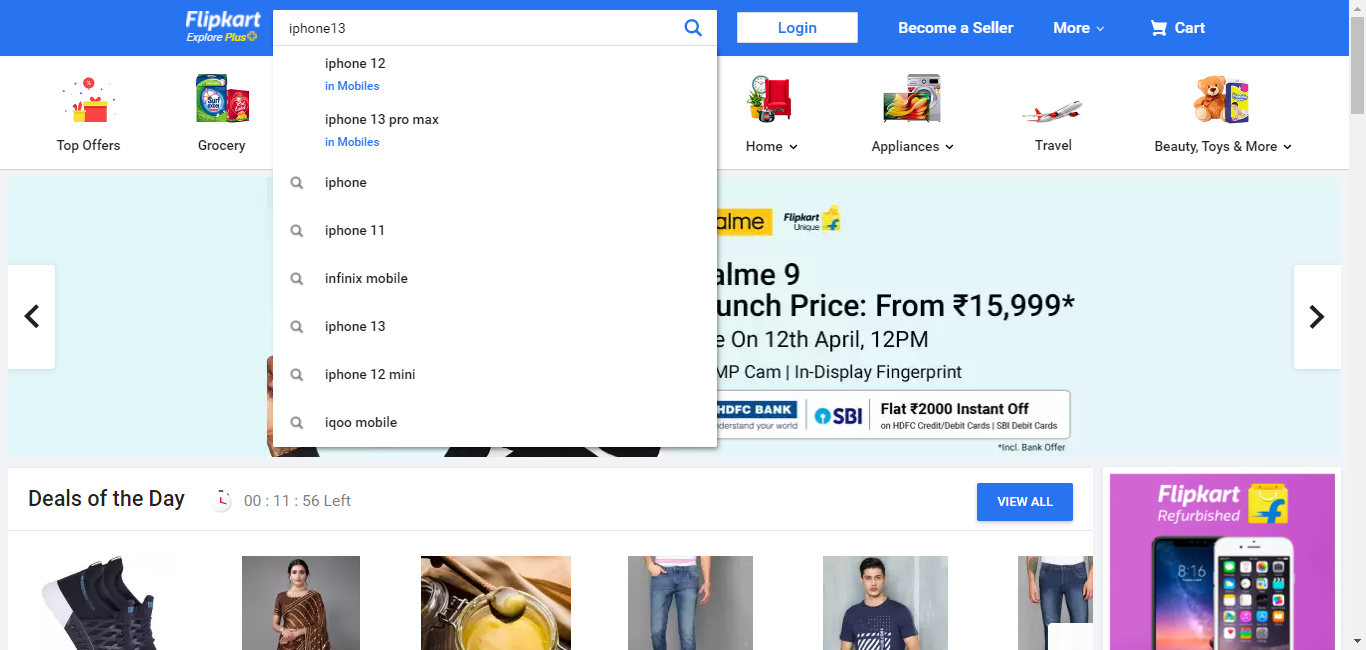 Flipkart
Explore Plus
iphone13
Login
Become a Seller
More
Cart
iphone 12
in Mobiles
iphone 13 pro max
in Mobiles
iphone
iphone 11
infinix mobile
iphone 13
iphone 12 mini
iqoo mobile
Top Offers
Grocery
Home
Appliances
Travel
Beauty, Toys & More
alme
Flipkart
Unique
alme 9
unch Price: From ₹15,999*
e On 12th April, 12PM
MP Cam | In-Display Fingerprint
HDFC BANK
nderstand your world
SBI
Flat ₹2000 Instant Off
on HDFC Credit/Debit Cards | SBI Debit Cards
*Incl. Bank Offer
Deals of the Day
00 : 11 : 56 Left
VIEW ALL
Flipkart
Refurbished
8:16